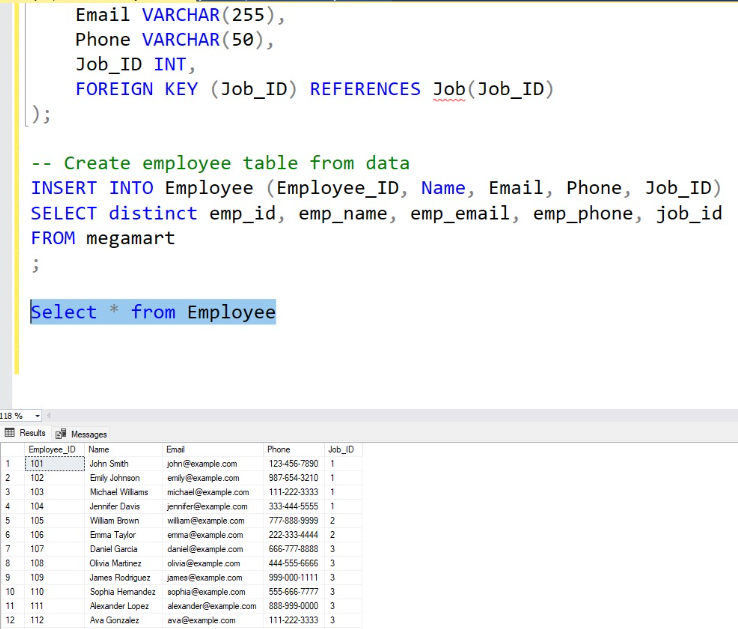 Email VARCHAR(255),
Phone VARCHAR(50),
Job_ID INT,
FOREIGN KEY (Job_ID) REFERENCES Job(Job_ID)
);
-- Create employee table from data
INSERT INTO Employee (Employee_ID, Name, Email, Phone, Job_ID)
SELECT distinct emp_id, emp_name, emp_email, emp_phone, job_id
FROM megamart
;
Select * from Employee
118 %
Results Messages
Employee_ID Name Email Phone Job_ID
1 101 John Smith john@example.com 123-456-7890 1
2 102 Emily Johnson emily@example.com 987-654-3210 1
3 103 Michael Williams michael@example.com 111-222-3333 1
4 104 Jennifer Davis jennifer@example.com 333-444-5555 1
5 105 William Brown william@example.com 777-888-9999 2
6 106 Emma Taylor emma@example.com 222-333-4444 2
7 107 Daniel Garcia daniel@example.com 666-777-8888 3
8 108 Olivia Martinez olivia@example.com 444-555-6666 3
9 109 James Rodriguez james@example.com 999-000-1111 3
10 110 Sophia Hernandez sophia@example.com 555-666-7777 3
11 111 Alexander Lopez alexander@example.com 888-999-0000 3
12 112 Ava Gonzalez ava@example.com 111-222-3333 3